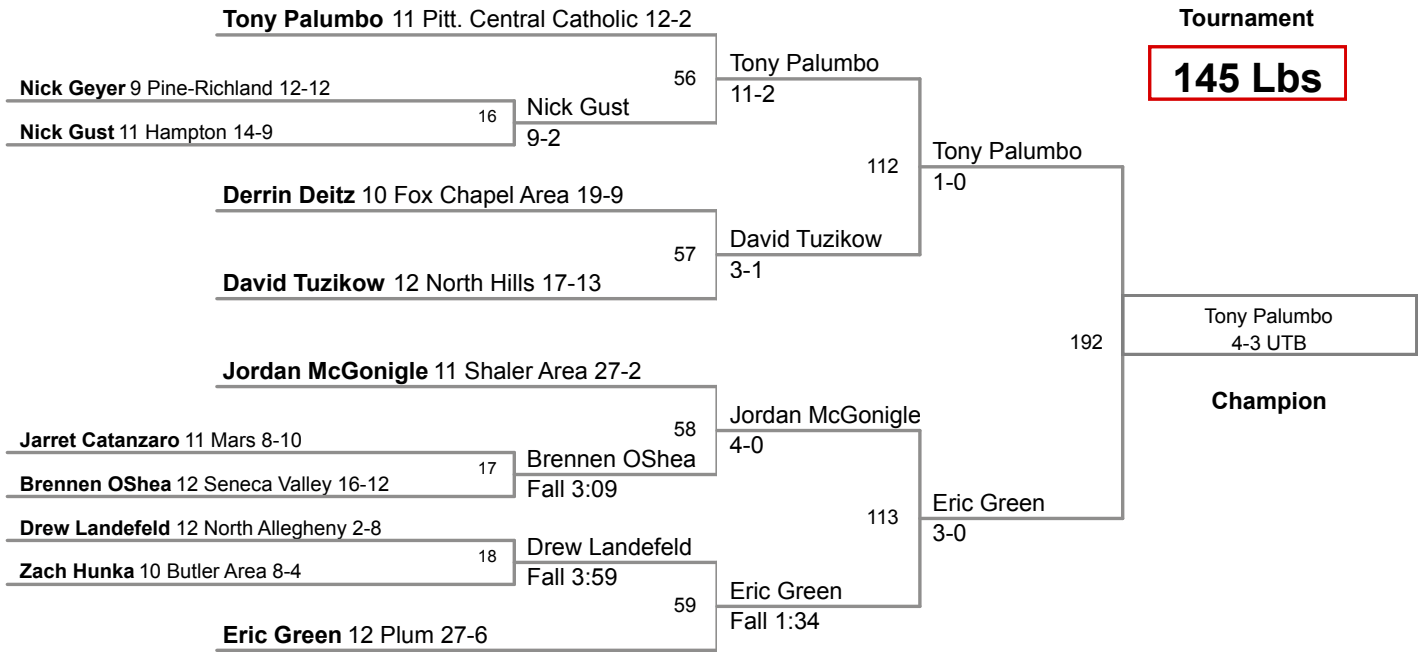 Tony Palumbo 11 Pitt. Central Catholic 12-2
Tournament
145 Lbs
Nick Geyer 9 Pine-Richland 12-12
56
Tony Palumbo
11-2
16
Nick Gust
9-2
Nick Gust 11 Hampton 14-9
112
Tony Palumbo
1-0
Derrin Deitz 10 Fox Chapel Area 19-9
57
David Tuzikow
3-1
David Tuzikow 12 North Hills 17-13
192
Tony Palumbo
4-3 UTB
Champion
Jordan McGonigle 11 Shaler Area 27-2
58
Jordan McGonigle
4-0
Jarret Catanzaro 11 Mars 8-10
17
Brennen OShea
Fall 3:09
Brennen OShea 12 Seneca Valley 16-12
113
Eric Green
3-0
Drew Landefeld 12 North Allegheny 2-8
18
Drew Landefeld
Fall 3:59
Zach Hunka 10 Butler Area 8-4
59
Eric Green
Fall 1:34
Eric Green 12 Plum 27-6